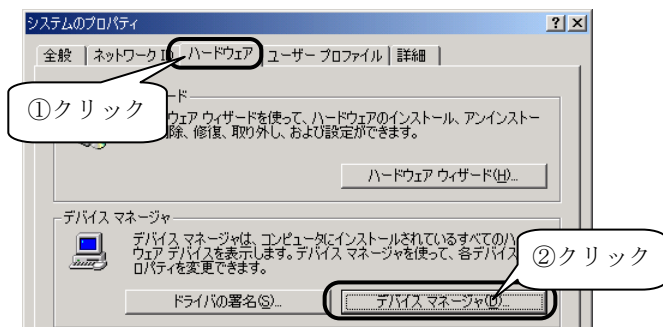 システムのプロパティ
全般 ネットワーク ID ハードウェア ユーザー プロファイル 詳細
①クリック
ード
ウェア ウィザードを使って、ハードウェアのインストール、アンインストー
除、修復、取り外し、および設定ができます。
ハードウェア ウィザード(H)...
デバイス マネージャ
デバイス マネージャは、コンピュータにインストールされているすべてのハ
ウェア デバイスを表示します。デバイス マネージャを使って、各デバイス
ロパティを変更できます。
②クリック
ドライバの署名(S)... デバイス マネージャ(D)...